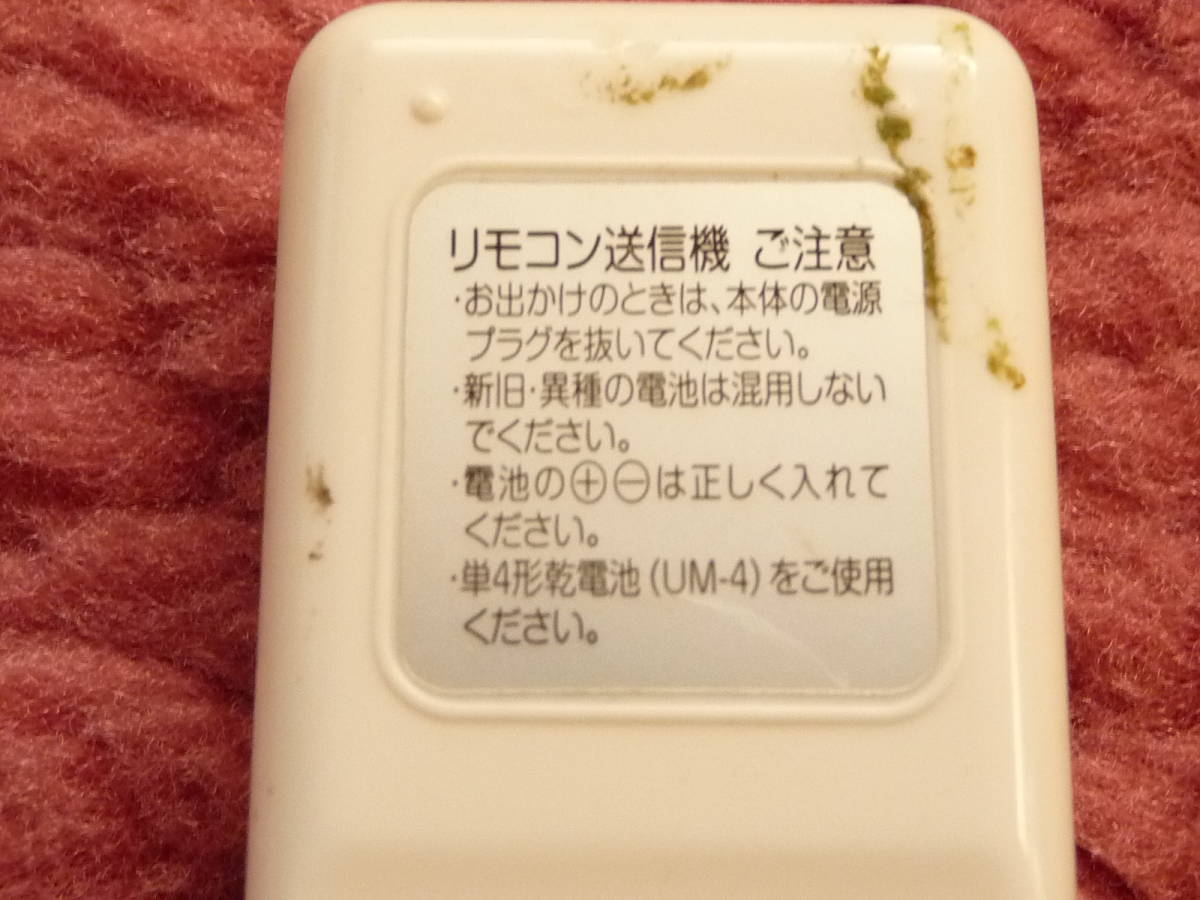 リモコン送信機 ご注意
・お出かけのときは、本体の電源
プラグを抜いてください。
・新旧・異種の電池は混用しない
でください。
・電池の⊕⊖は正しく入れて
ください。
・単4形乾電池(UM-4)をご使用
ください。